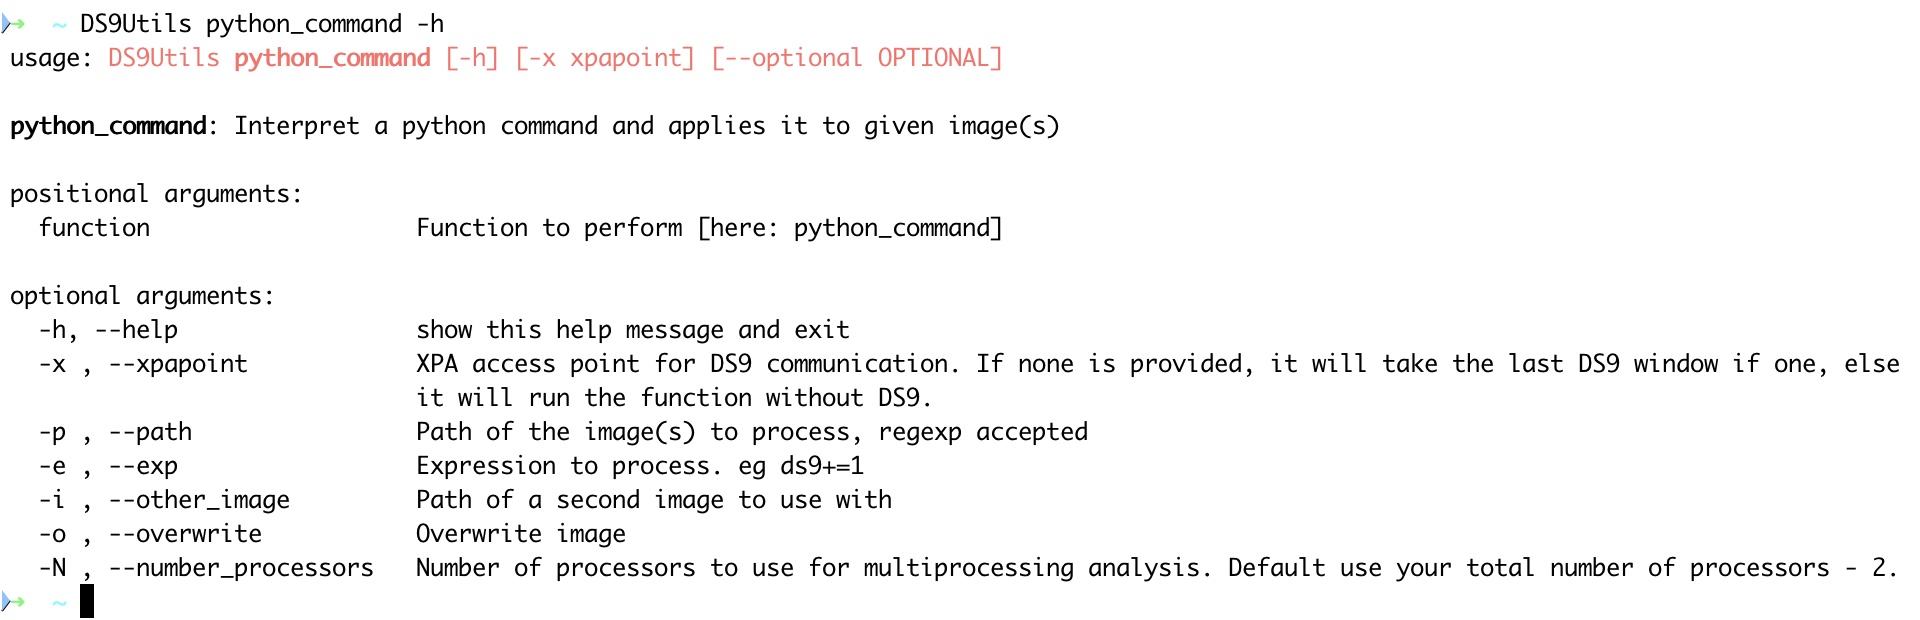 → ~ DS9Utils python_command -h
usage: DS9Utils python_command [-h] [-x xpapoint] [--optional OPTIONAL]
python_command: Interpret a python command and applies it to given image(s)
positional arguments:
function Function to perform [here: python_command]
optional arguments:
-h, --help show this help message and exit
-x , --xpapoint XPA access point for DS9 communication. If none is provided, it will take the last DS9 window if one, else
it will run the function without DS9.
-p , --path Path of the image(s) to process, regexp accepted
-e , --exp Expression to process. eg ds9+=1
-i , --other_image Path of a second image to use with
-o , --overwrite Overwrite image
-N , --number_processors Number of processors to use for multiprocessing analysis. Default use your total number of processors - 2.
→ ~